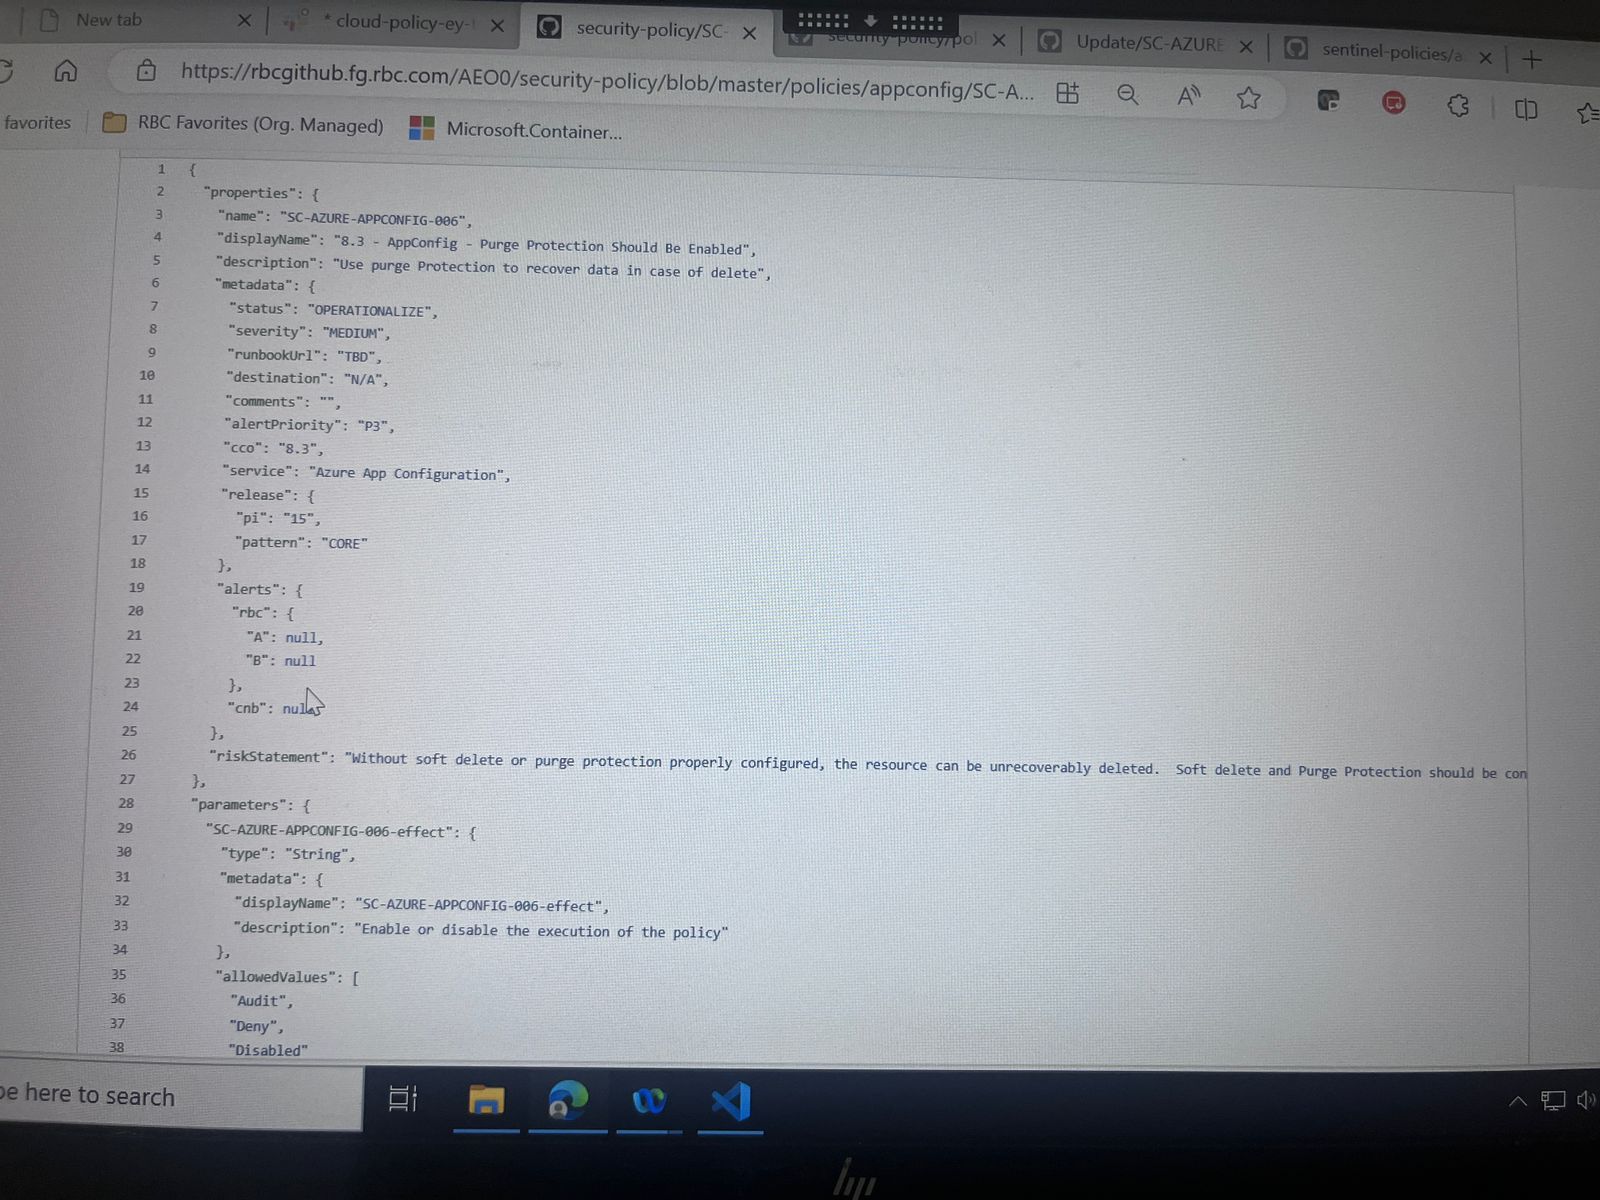 New tab
* cloud-policy-ey-
security-policy/SC-
security-policy/pol
Update/SC-AZURE
sentinel-policies/a
https://rbcgithub.fg.rbc.com/AEO0/security-policy/blob/master/policies/appconfig/SC-A...
favorites
RBC Favorites (Org. Managed)
Microsoft.Container...
1 {
2 "properties": {
3 "name": "SC-AZURE-APPCONFIG-006",
4 "displayName": "8.3 - AppConfig - Purge Protection Should Be Enabled",
5 "description": "Use purge Protection to recover data in case of delete",
6 "metadata": {
7 "status": "OPERATIONALIZE",
8 "severity": "MEDIUM",
9 "runbookUrl": "TBD",
10 "destination": "N/A",
11 "comments": "",
12 "alertPriority": "P3",
13 "cco": "8.3",
14 "service": "Azure App Configuration",
15 "release": {
16 "pi": "15",
17 "pattern": "CORE"
18 },
19 "alerts": {
20 "rbc": {
21 "A": null,
22 "B": null
23 },
24 "cnb": null
25 },
26 "riskStatement": "Without soft delete or purge protection properly configured, the resource can be unrecoverably deleted.  Soft delete and Purge Protection should be con
27 },
28 "parameters": {
29 "SC-AZURE-APPCONFIG-006-effect": {
30 "type": "String",
31 "metadata": {
32 "displayName": "SC-AZURE-APPCONFIG-006-effect",
33 "description": "Enable or disable the execution of the policy"
34 },
35 "allowedValues": [
36 "Audit",
37 "Deny",
38 "Disabled"
pe here to search
hp